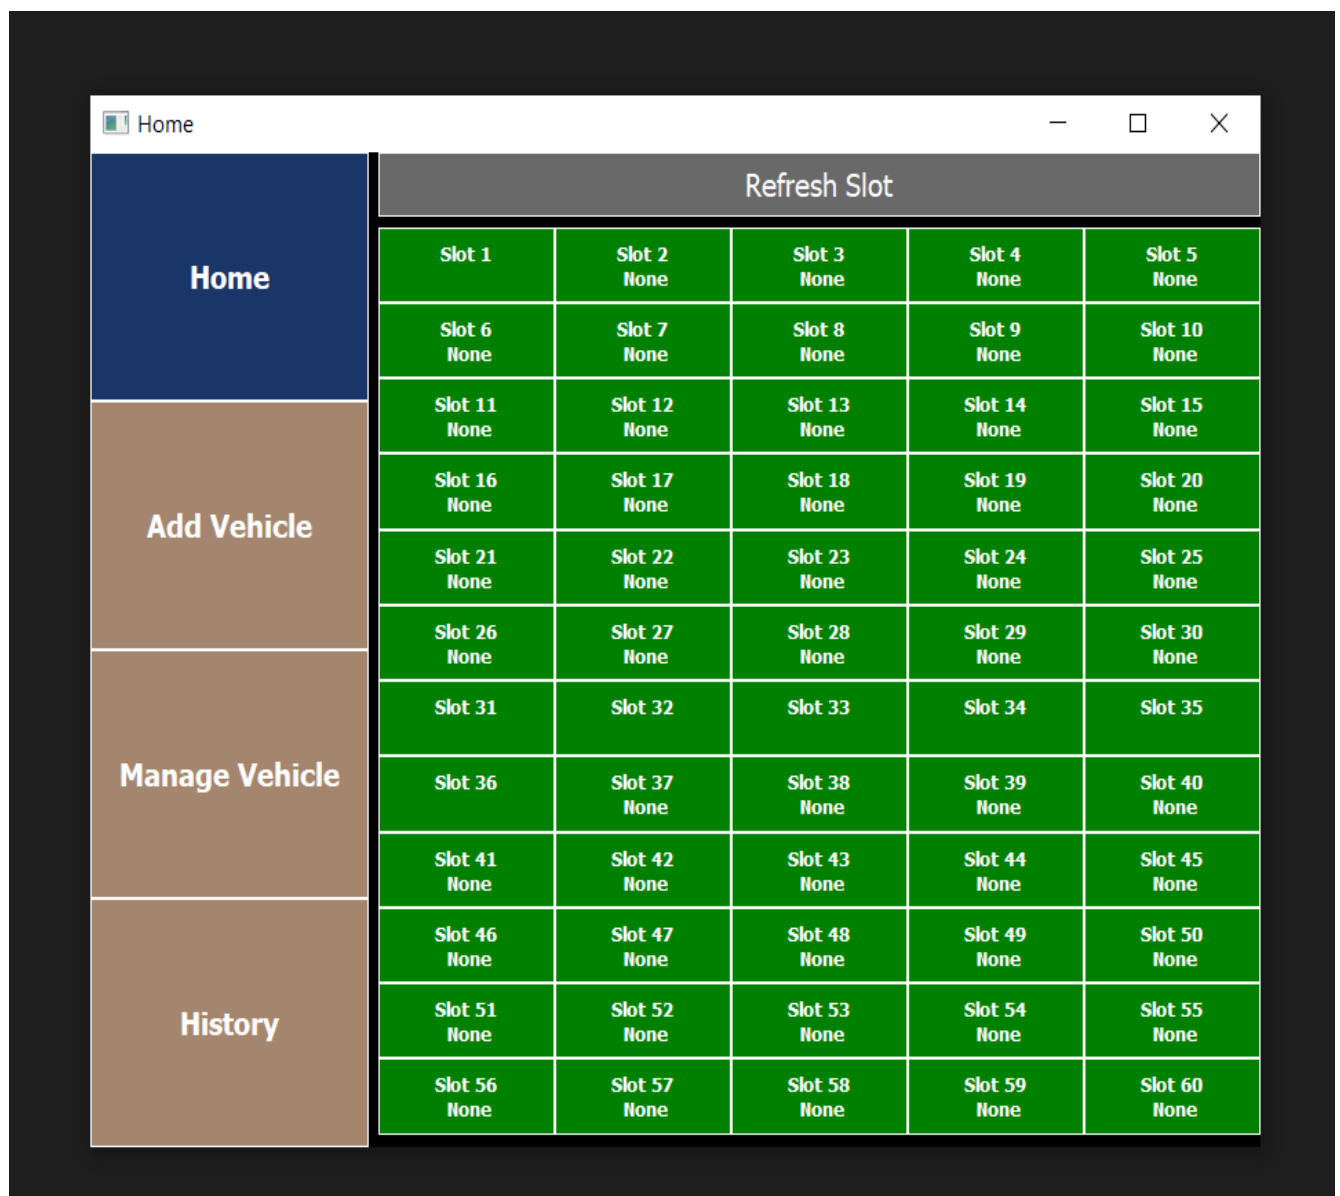 Home
Refresh Slot
Home
Add Vehicle
Manage Vehicle
History
Slot 1
Slot 2
None
Slot 3
None
Slot 4
None
Slot 5
None
Slot 6
None
Slot 7
None
Slot 8
None
Slot 9
None
Slot 10
None
Slot 11
None
Slot 12
None
Slot 13
None
Slot 14
None
Slot 15
None
Slot 16
None
Slot 17
None
Slot 18
None
Slot 19
None
Slot 20
None
Slot 21
None
Slot 22
None
Slot 23
None
Slot 24
None
Slot 25
None
Slot 26
None
Slot 27
None
Slot 28
None
Slot 29
None
Slot 30
None
Slot 31
Slot 32
Slot 33
Slot 34
Slot 35
Slot 36
Slot 37
None
Slot 38
None
Slot 39
None
Slot 40
None
Slot 41
None
Slot 42
None
Slot 43
None
Slot 44
None
Slot 45
None
Slot 46
None
Slot 47
None
Slot 48
None
Slot 49
None
Slot 50
None
Slot 51
None
Slot 52
None
Slot 53
None
Slot 54
None
Slot 55
None
Slot 56
None
Slot 57
None
Slot 58
None
Slot 59
None
Slot 60
None